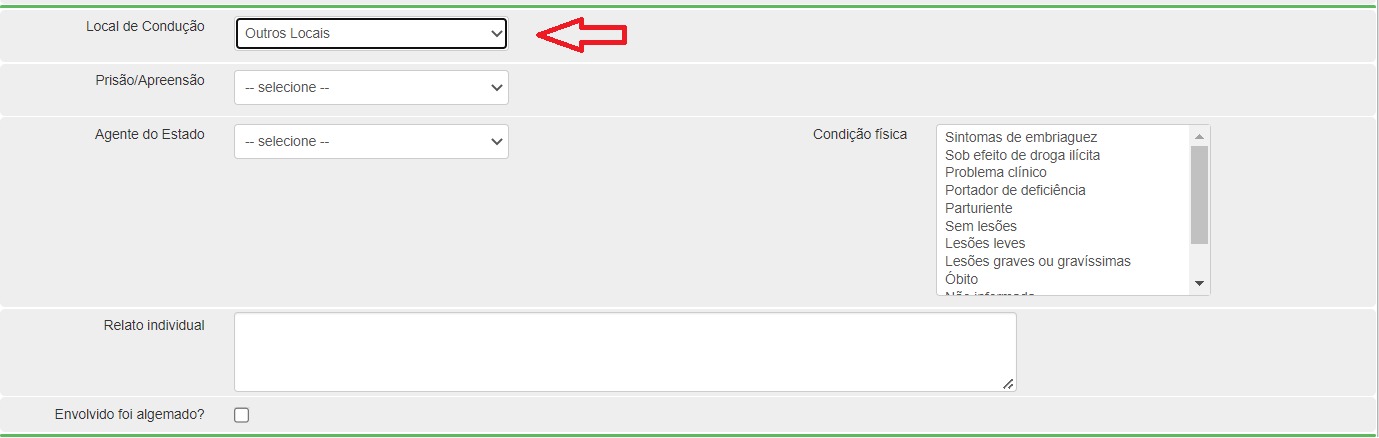 Local de Condução
Outros Locais
Prisão/Apreensão
-- selecione --
Agente do Estado
-- selecione --
Condição física
Sintomas de embriaguez
Sob efeito de droga ilícita
Problema clínico
Portador de deficiência
Parturiente
Sem lesões
Lesões leves
Lesões graves ou gravíssimas
Óbito
Não informado
Relato individual
Envolvido foi algemado?